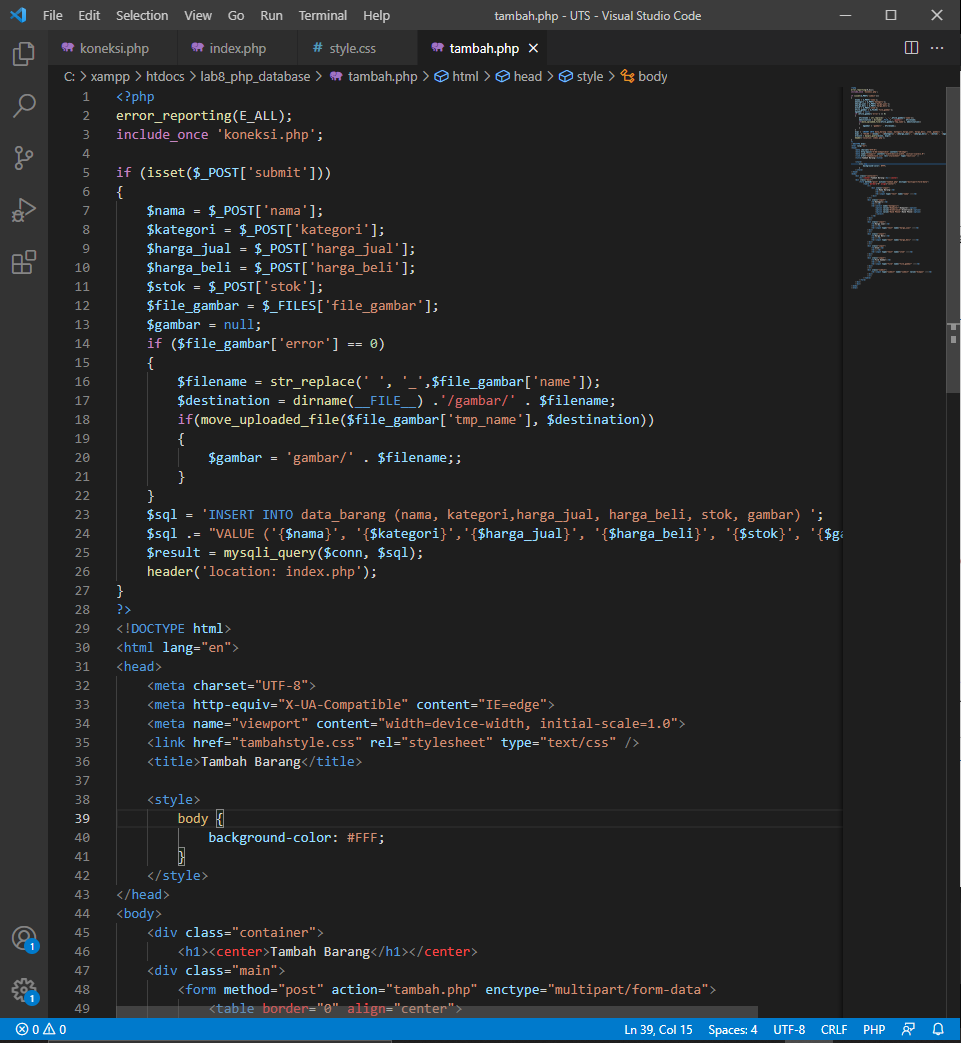 File Edit Selection View Go Run Terminal Help tambah.php - UTS - Visual Studio Code
koneksi.php index.php # style.css tambah.php
C: > xampp > htdocs > lab8_php_database > tambah.php > html > head > style > body
1 <?php
2 error_reporting(E_ALL);
3 include_once 'koneksi.php';
4
5 if (isset($_POST['submit']))
6 {
7 $nama = $_POST['nama'];
8 $kategori = $_POST['kategori'];
9 $harga_jual = $_POST['harga_jual'];
10 $harga_beli = $_POST['harga_beli'];
11 $stok = $_POST['stok'];
12 $file_gambar = $_FILES['file_gambar'];
13 $gambar = null;
14 if ($file_gambar['error'] == 0)
15 {
16 $filename = str_replace(' ', '_',$file_gambar['name']);
17 $destination = dirname(__FILE__) .'/gambar/' . $filename;
18 if(move_uploaded_file($file_gambar['tmp_name'], $destination))
19 {
20 $gambar = 'gambar/' . $filename;;
21 }
22 }
23 $sql = 'INSERT INTO data_barang (nama, kategori,harga_jual, harga_beli, stok, gambar) ';
24 $sql .= "VALUE ('{$nama}', '{$kategori}','{$harga_jual}', '{$harga_beli}', '{$stok}', '{$ga
25 $result = mysqli_query($conn, $sql);
26 header('location: index.php');
27 }
28 ?>
29 <!DOCTYPE html>
30 <html lang="en">
31 <head>
32 <meta charset="UTF-8">
33 <meta http-equiv="X-UA-Compatible" content="IE=edge">
34 <meta name="viewport" content="width=device-width, initial-scale=1.0">
35 <link href="tambahstyle.css" rel="stylesheet" type="text/css" />
36 <title>Tambah Barang</title>
37
38 <style>
39 body {
40 background-color: #FFF;
41 }
42 </style>
43 </head>
44 <body>
45 <div class="container">
46 <h1><center>Tambah Barang</h1></center>
47 <div class="main">
48 <form method="post" action="tambah.php" enctype="multipart/form-data">
49 <table border="0" align="center">
1
1
0 0 Ln 39, Col 15 Spaces: 4 UTF-8 CRLF PHP